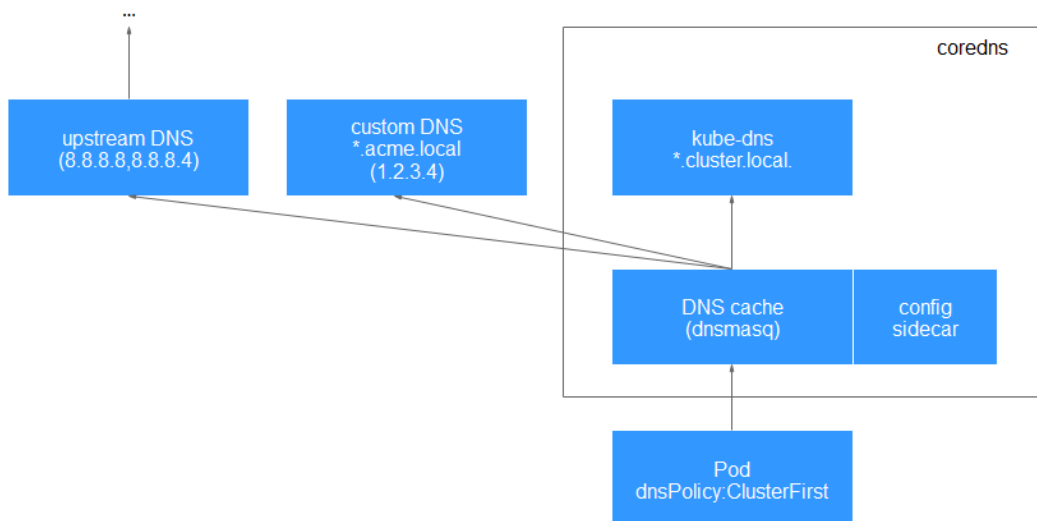 ...
coredns
upstream DNS
(8.8.8.8,8.8.8.4)
custom DNS
*.acme.local
(1.2.3.4)
kube-dns
*.cluster.local.
DNS cache
(dnsmasq)
config
sidecar
Pod
dnsPolicy:ClusterFirst